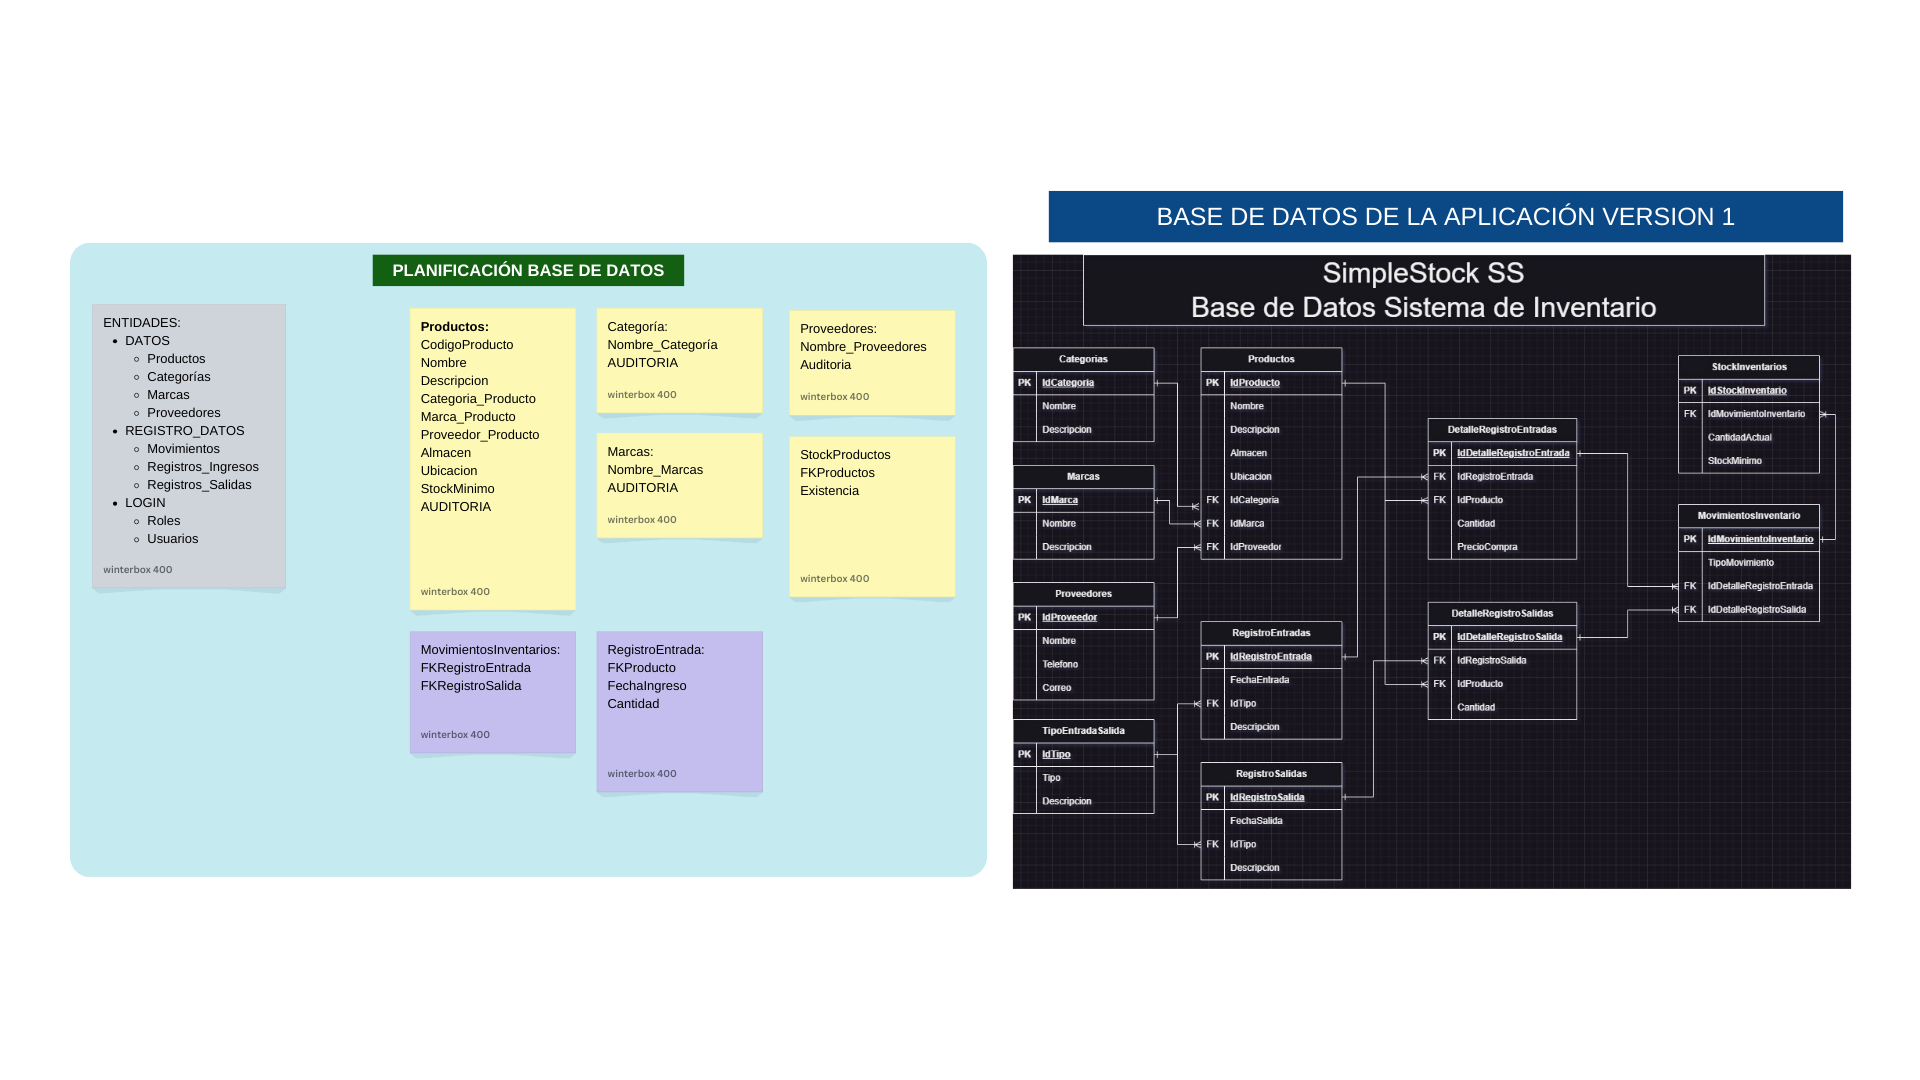 PLANIFICACIÓN BASE DE DATOS
ENTIDADES:
DATOS
Productos
Categorías
Marcas
Proveedores
REGISTRO_DATOS
Movimientos
Registros_Ingresos
Registros_Salidas
LOGIN
Roles
Usuarios
winterbox 400
Productos:
CodigoProducto
Nombre
Descripcion
Categoria_Producto
Marca_Producto
Proveedor_Producto
Almacen
Ubicacion
StockMinimo
AUDITORIA
winterbox 400
Categoría:
Nombre_Categoría
AUDITORIA
winterbox 400
Proveedores:
Nombre_Proveedores
Auditoria
winterbox 400
Marcas:
Nombre_Marcas
AUDITORIA
winterbox 400
StockProductos
FKProductos
Existencia
winterbox 400
MovimientosInventarios:
FKRegistroEntrada
FKRegistroSalida
winterbox 400
RegistroEntrada:
FKProducto
FechaIngreso
Cantidad
winterbox 400
BASE DE DATOS DE LA APLICACIÓN VERSION 1
SimpleStock SS
Base de Datos Sistema de Inventario
Categorias
PK IdCategoria
Nombre
Descripcion
Marcas
PK IdMarca
Nombre
Descripcion
Proveedores
PK IdProveedor
Nombre
Telefono
Correo
TipoEntradaSalida
PK IdTipo
Tipo
Descripcion
Productos
PK IdProducto
Nombre
Descripcion
Almacen
Ubicacion
FK IdCategoria
FK IdMarca
FK IdProveedor
RegistroEntradas
PK IdRegistroEntrada
FechaEntrada
FK IdTipo
Descripcion
RegistroSalidas
PK IdRegistroSalida
FechaSalida
FK IdTipo
Descripcion
DetalleRegistroEntradas
PK IdDetalleRegistroEntrada
FK IdRegistroEntrada
FK IdProducto
Cantidad
PrecioCompra
DetalleRegistroSalidas
PK IdDetalleRegistroSalida
FK IdRegistroSalida
FK IdProducto
Cantidad
StockInventarios
PK IdStockInventario
FK IdMovimientoInventario
CantidadActual
StockMinimo
MovimientosInventario
PK IdMovimientoInventario
TipoMovimiento
FK IdDetalleRegistroEntrada
FK IdDetalleRegistroSalida